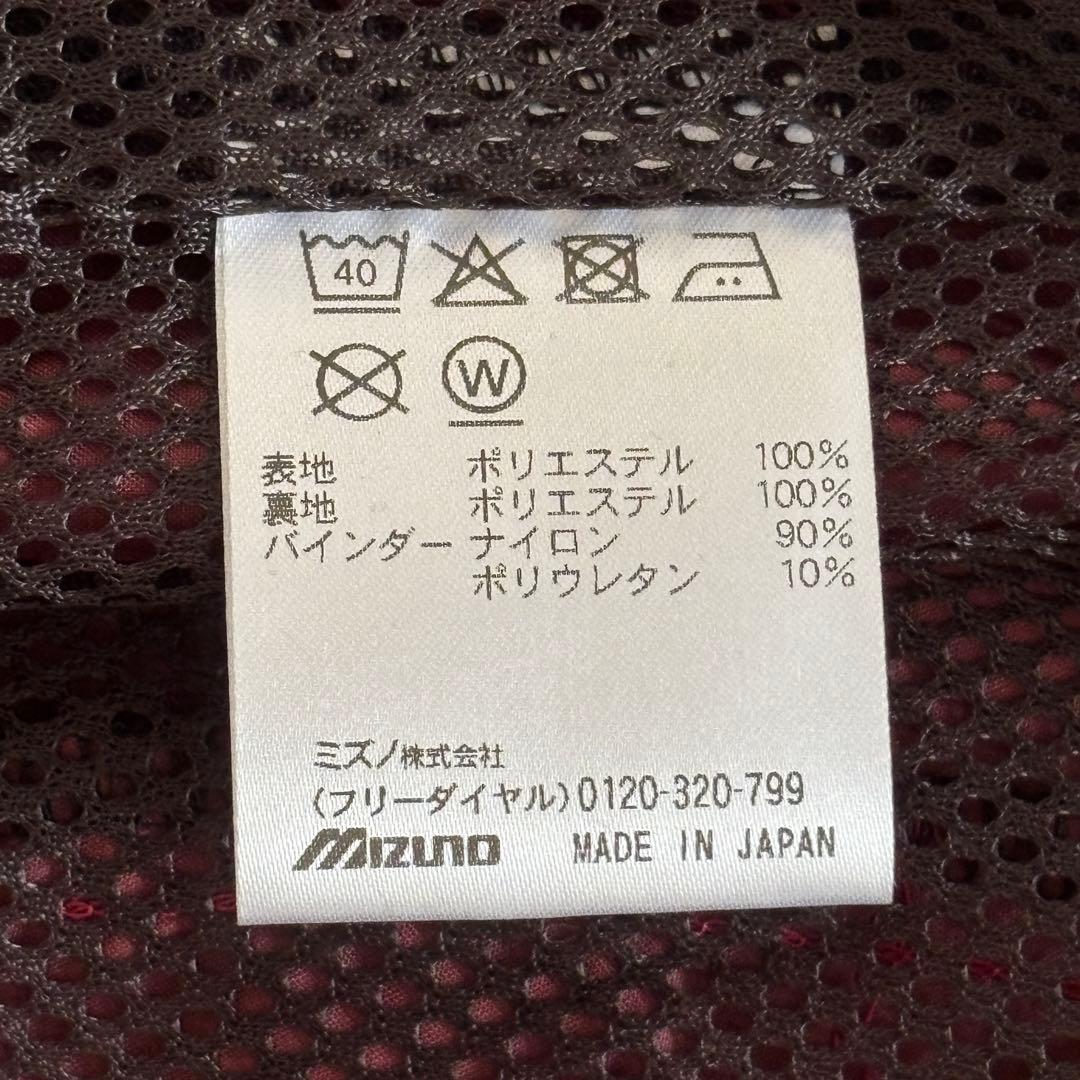 40
W
表地 ポリエステル 100%
裏地 ポリエステル 100%
バインダー ナイロン 90%
ポリウレタン 10%
ミズノ株式会社
(フリーダイヤル)0120-320-799
MIZUNO MADE IN JAPAN